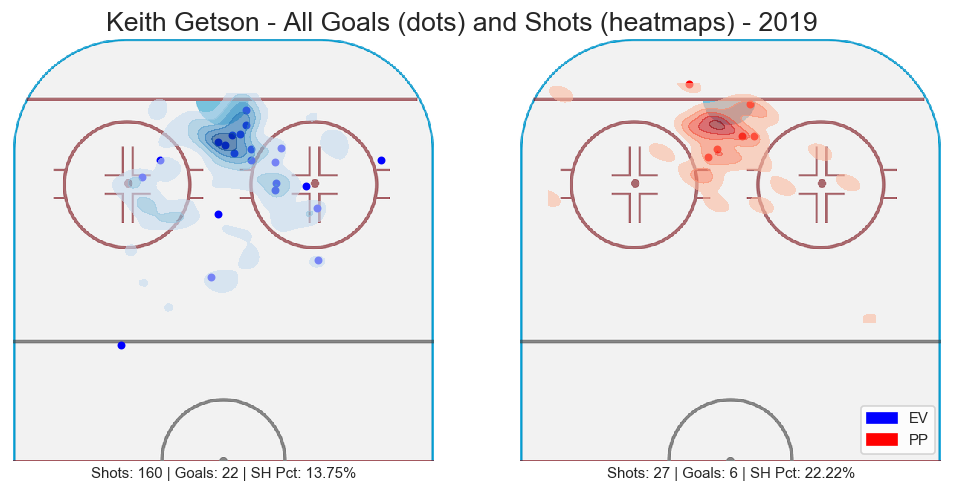 Keith Getson - All Goals (dots) and Shots (heatmaps) - 2019
EV
PP
Shots: 160 | Goals: 22 | SH Pct: 13.75%
Shots: 27 | Goals: 6 | SH Pct: 22.22%